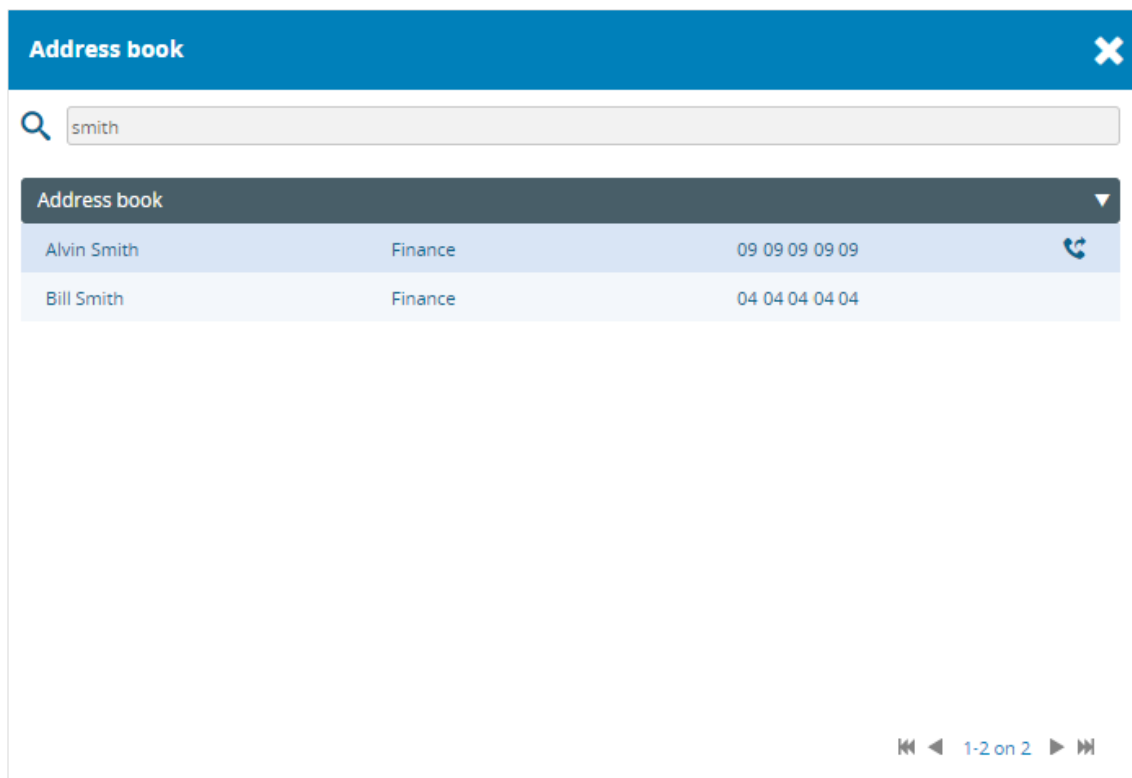 Address book
smith
Address book
Alvin Smith Finance 09 09 09 09 09
Bill Smith Finance 04 04 04 04 04
1-2 on 2